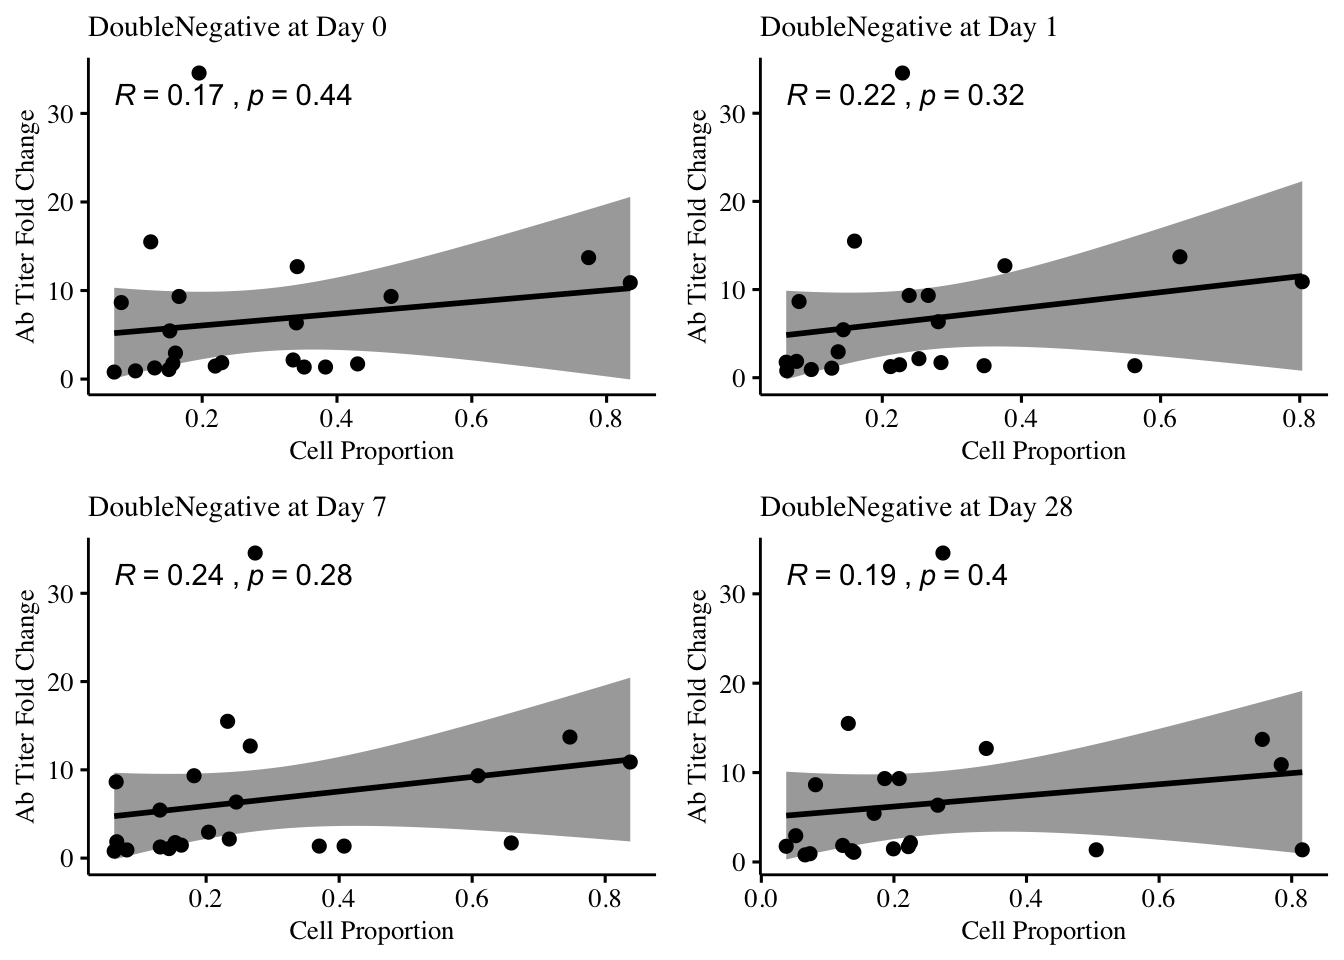 DoubleNegative at Day 0
R = 0.17 , p = 0.44
Ab Titer Fold Change
30
20
10
0
0.2 0.4 0.6 0.8
Cell Proportion
DoubleNegative at Day 1
R = 0.22 , p = 0.32
Ab Titer Fold Change
30
20
10
0
0.2 0.4 0.6 0.8
Cell Proportion
DoubleNegative at Day 7
R = 0.24 , p = 0.28
Ab Titer Fold Change
30
20
10
0
0.2 0.4 0.6 0.8
Cell Proportion
DoubleNegative at Day 28
R = 0.19 , p = 0.4
Ab Titer Fold Change
30
20
10
0
0.0 0.2 0.4 0.6 0.8
Cell Proportion